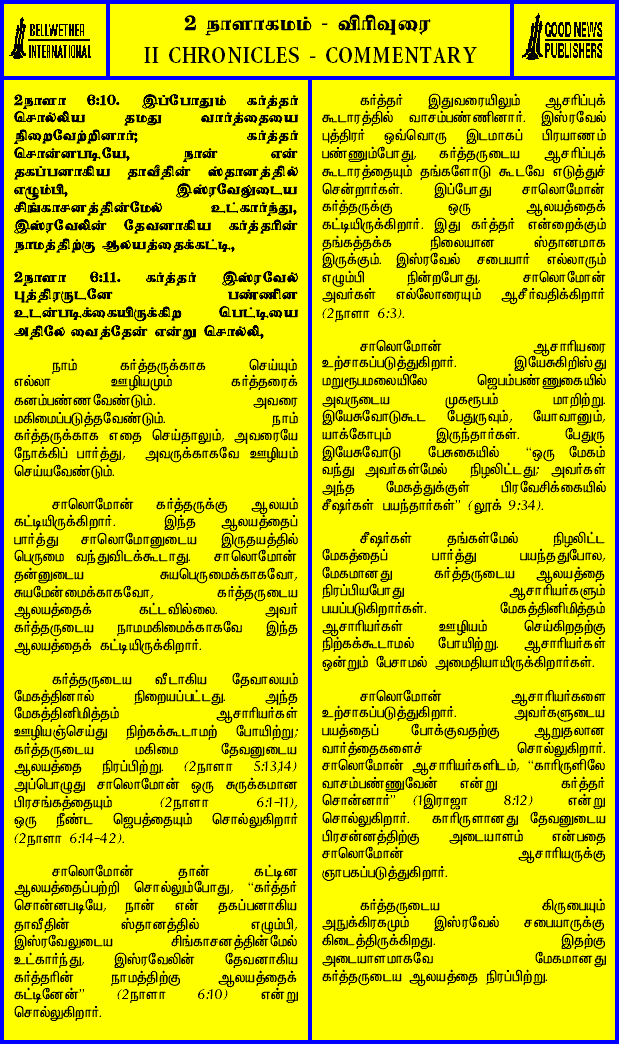 BELLWETHER
INTERNATIONAL
2 நாளாகமம் - விரிவுரை
II CHRONICLES - COMMENTARY
GOOD NEWS
PUBLISHERS
2நாளா 6:10. இப்போதும் கர்த்தர்
சொல்லிய தமது வார்த்தையை
நிறைவேற்றினார்; கர்த்தர்
சொன்னபடியே, நான் என்
தகப்பனாகிய தாவீதின் ஸ்தானத்தில்
எழும்பி, இஸ்ரவேலுடைய
சிங்காசனத்தின்மேல் உட்கார்ந்து,
இஸ்ரவேலின் தேவனாகிய கர்த்தரின்
நாமத்திற்கு ஆலயத்தைக்கட்டி,
2நாளா 6:11. கர்த்தர் இஸ்ரவேல்
புத்திரருடனே பண்ணின
உடன்படிக்கையிருக்கிற பெட்டியை
அதிலே வைத்தேன் என்று சொல்லி,
நாம் கர்த்தருக்காக செய்யும்
எல்லா ஊழியமும் கர்த்தரைக்
கனம்பண்ணவேண்டும். அவரை
மகிமைப்படுத்தவேண்டும். நாம்
கர்த்தருக்காக எதை செய்தாலும், அவரையே
நோக்கிப் பார்த்து, அவருக்காகவே ஊழியம்
செய்யவேண்டும்.
சாலொமோன் கர்த்தருக்கு ஆலயம்
கட்டியிருக்கிறார். இந்த ஆலயத்தைப்
பார்த்து சாலொமோனுடைய இருதயத்தில்
பெருமை வந்துவிடக்கூடாது. சாலொமோன்
தன்னுடைய சுயபெருமைக்காகவோ,
சுயமேன்மைக்காகவோ, கர்த்தருடைய
ஆலயத்தைக் கட்டவில்லை. அவர்
கர்த்தருடைய நாமமகிமைக்காகவே இந்த
ஆலயத்தைக் கட்டியிருக்கிறார்.
கர்த்தருடைய வீடாகிய தேவாலயம்
மேகத்தினால் நிறையப்பட்டது. அந்த
மேகத்தினிமித்தம் ஆசாரியர்கள்
ஊழியஞ்செய்து நிற்கக்கூடாமற் போயிற்று;
கர்த்தருடைய மகிமை தேவனுடைய
ஆலயத்தை நிரப்பிற்று. (2நாளா 5:13,14)
அப்பொழுது சாலொமோன் ஒரு சுருக்கமான
பிரசங்கத்தையும் (2நாளா 6:1-11),
ஒரு நீண்ட ஜெபத்தையும் சொல்லுகிறார்
(2நாளா 6:14-42).
சாலொமோன் தான் கட்டின
ஆலயத்தைப்பற்றி சொல்லும்போது, "கர்த்தர்
சொன்னபடியே, நான் என் தகப்பனாகிய
தாவீதின் ஸ்தானத்தில் எழும்பி,
இஸ்ரவேலுடைய சிங்காசனத்தின்மேல்
உட்கார்ந்து, இஸ்ரவேலின் தேவனாகிய
கர்த்தரின் நாமத்திற்கு ஆலயத்தைக்
கட்டினேன்" (2நாளா 6:10) என்று
சொல்லுகிறார்.
கர்த்தர் இதுவரையிலும் ஆசரிப்புக்
கூடாரத்தில் வாசம்பண்ணினார். இஸ்ரவேல்
புத்திரர் ஒவ்வொரு இடமாகப் பிரயாணம்
பண்ணும்போது, கர்த்தருடைய ஆசரிப்புக்
கூடாரத்தையும் தங்களோடு கூடவே எடுத்துச்
சென்றார்கள். இப்போது சாலொமோன்
கர்த்தருக்கு ஒரு ஆலயத்தைக்
கட்டியிருக்கிறார். இது கர்த்தர் என்றைக்கும்
தங்கத்தக்க நிலையான ஸ்தானமாக
இருக்கும். இஸ்ரவேல் சபையார் எல்லாரும்
எழும்பி நின்றபோது, சாலொமோன்
அவர்கள் எல்லோரையும் ஆசீர்வதிக்கிறார்
(2நாளா 6:3).
சாலொமோன் ஆசாரியரை
உற்சாகப்படுத்துகிறார். இயேசுகிறிஸ்து
மறுரூபமலையிலே ஜெபம்பண்ணுகையில்
அவருடைய முகரூபம் மாறிற்று.
இயேசுவோடுகூட பேதுருவும், யோவானும்,
யாக்கோபும் இருந்தார்கள். பேதுரு
இயேசுவோடு பேசுகையில் "ஒரு மேகம்
வந்து அவர்கள்மேல் நிழலிட்டது; அவர்கள்
அந்த மேகத்துக்குள் பிரவேசிக்கையில்
சீஷர்கள் பயந்தார்கள்" (லூக் 9:34).
சீஷர்கள் தங்கள்மேல் நிழலிட்ட
மேகத்தைப் பார்த்து பயந்ததுபோல,
மேகமானது கர்த்தருடைய ஆலயத்தை
நிரப்பியபோது ஆசாரியர்களும்
பயப்படுகிறார்கள். மேகத்தினிமித்தம்
ஆசாரியர்கள் ஊழியம் செய்கிறதற்கு
நிற்கக்கூடாமல் போயிற்று. ஆசாரியர்கள்
ஒன்றும் பேசாமல் அமைதியாயிருக்கிறார்கள்.
சாலொமோன் ஆசாரியர்களை
உற்சாகப்படுத்துகிறார். அவர்களுடைய
பயத்தைப் போக்குவதற்கு ஆறுதலான
வார்த்தைகளைச் சொல்லுகிறார்.
சாலொமோன் ஆசாரியர்களிடம், "காரிருளிலே
வாசம்பண்ணுவேன் என்று கர்த்தர்
சொன்னார்" (1இராஜா 8:12) என்று
சொல்லுகிறார். காரிருளானது தேவனுடைய
பிரசன்னத்திற்கு அடையாளம் என்பதை
சாலொமோன் ஆசாரியருக்கு
ஞாபகப்படுத்துகிறார்.
கர்த்தருடைய கிருபையும்
அநுக்கிரகமும் இஸ்ரவேல் சபையாருக்கு
கிடைத்திருக்கிறது. இதற்கு
அடையாளமாகவே மேகமானது
கர்த்தருடைய ஆலயத்தை நிரப்பிற்று.